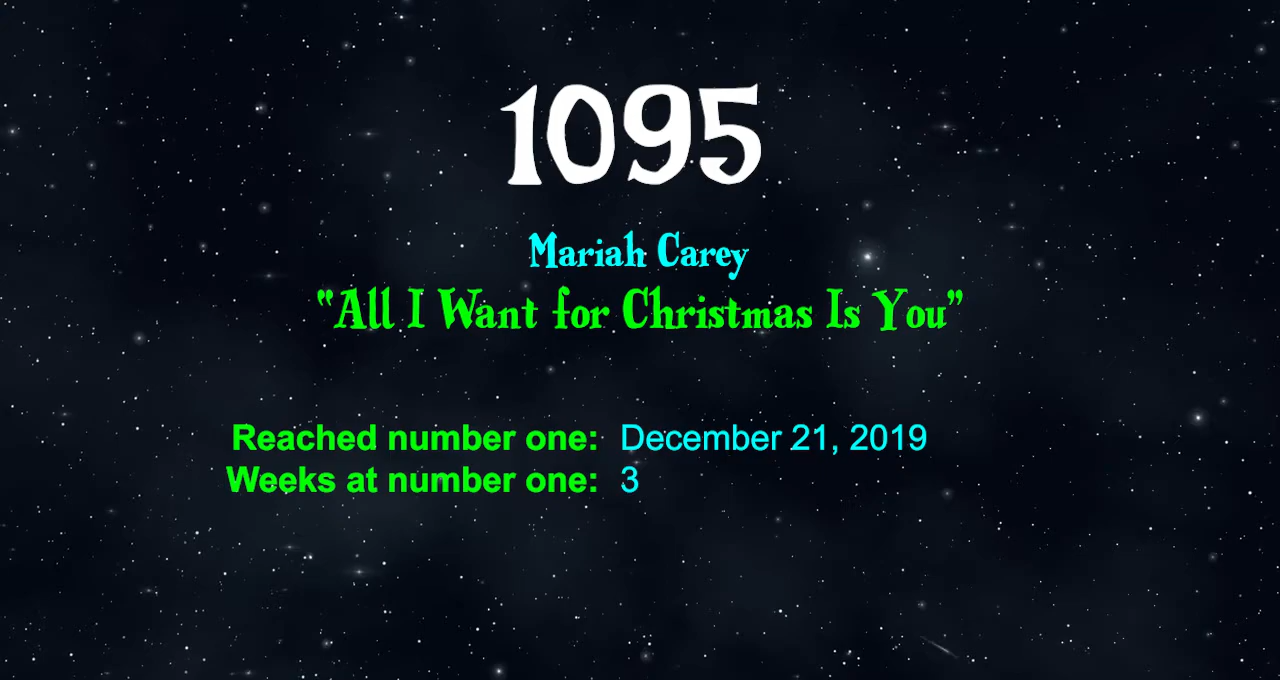 1095
Mariah Carey
"All I Want for Christmas Is You"
Reached number one: December 21, 2019
Weeks at number one: 3